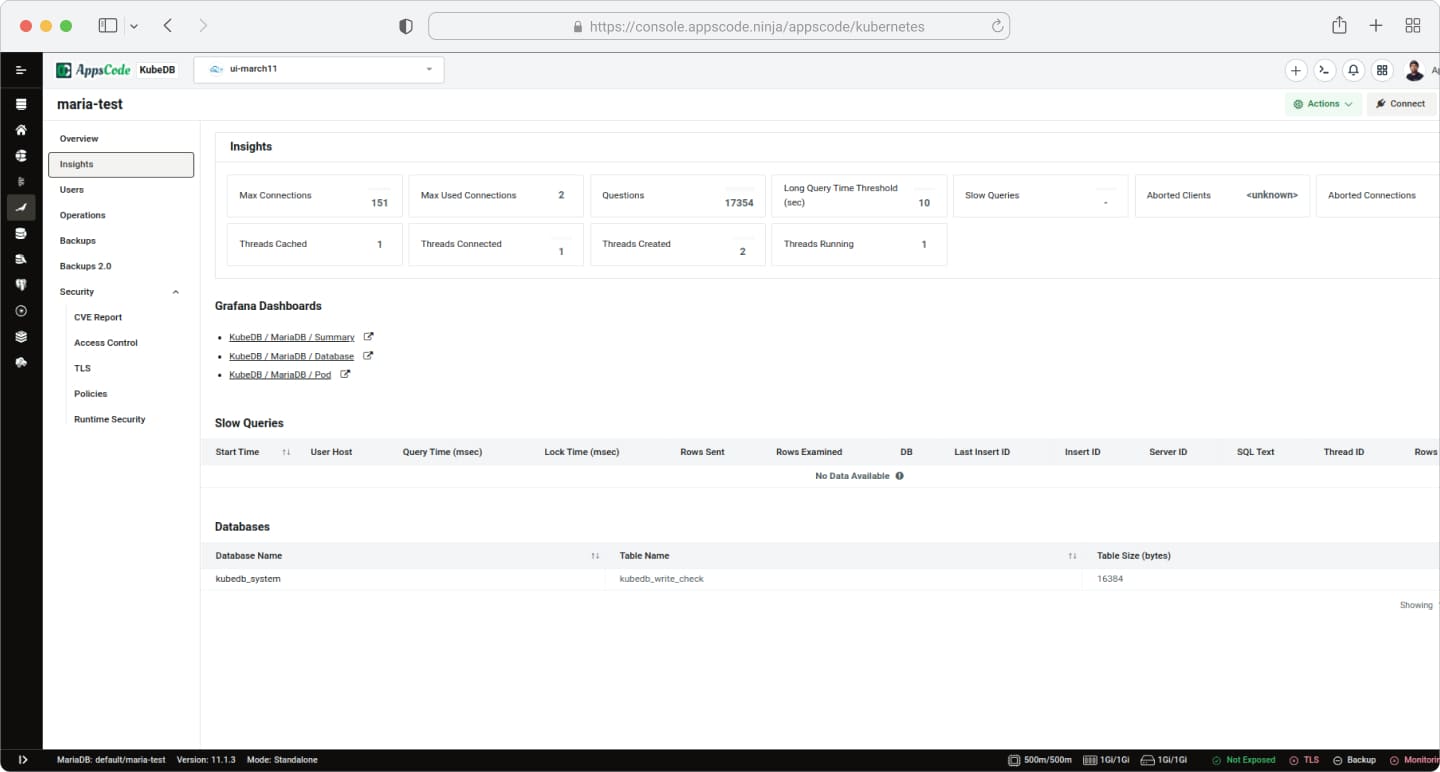 https://console.appscode.ninja/appscode/kubernetes
AppsCode KubeDB ui-march11
maria-test Actions Connect
Overview
Insights
Users
Operations
Backups
Backups 2.0
Security
CVE Report
Access Control
TLS
Policies
Runtime Security
Insights
Max Connections 151
Max Used Connections 2
Questions 17354
Long Query Time Threshold
(sec) 10
Slow Queries -
Aborted Clients <unknown>
Aborted Connections
Threads Cached 1
Threads Connected 1
Threads Created 2
Threads Running 1
Grafana Dashboards
KubeDB / MariaDB / Summary
KubeDB / MariaDB / Database
KubeDB / MariaDB / Pod
Slow Queries
Start Time User Host Query Time (msec) Lock Time (msec) Rows Sent Rows Examined DB Last Insert ID Insert ID Server ID SQL Text Thread ID Rows
No Data Available
Databases
Database Name Table Name Table Size (bytes)
kubedb_system kubedb_write_check 16384
Showing
MariaDB: default/maria-test Version: 11.1.3 Mode: Standalone 500m/500m 1Gi/1Gi 1Gi/1Gi Not Exposed TLS Backup